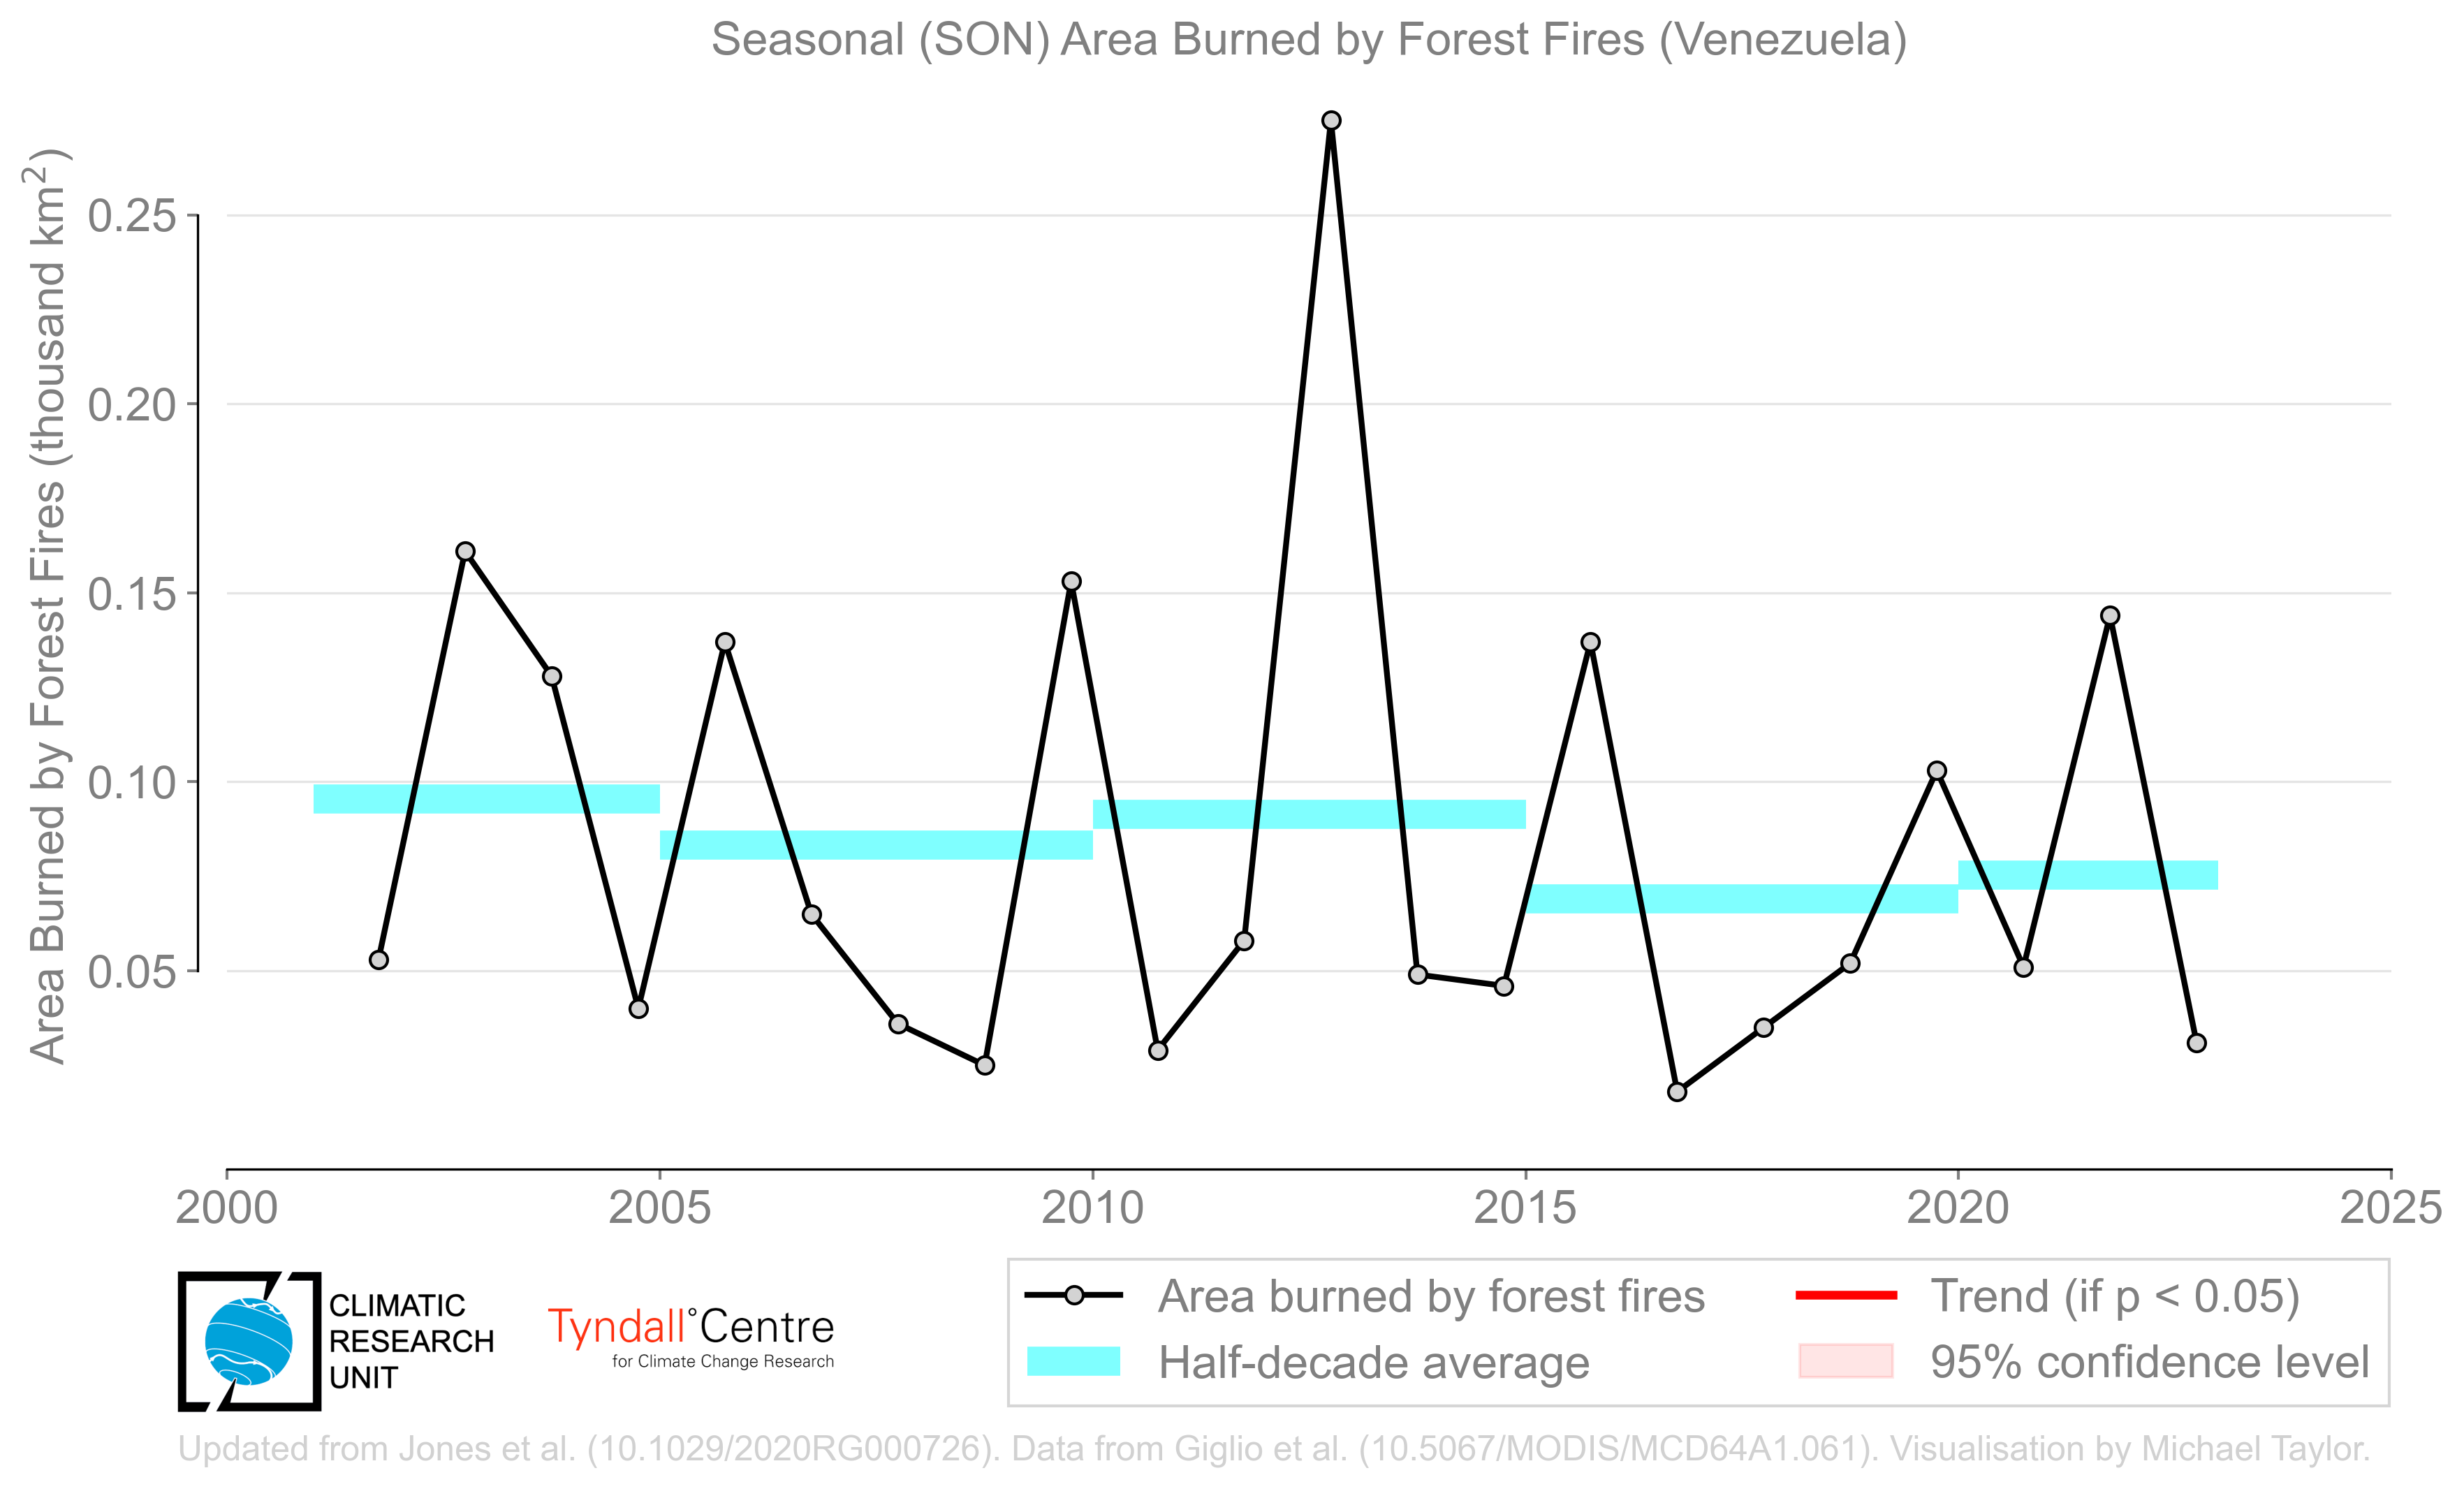 Seasonal (SON) Area Burned by Forest Fires (Venezuela)
Area Burned by Forest Fires (thousand km²)
0.25
0.20
0.15
0.10
0.05
2000 2005 2010 2015 2020 2025
CLIMATIC
RESEARCH
UNIT
Tyndall°Centre
for Climate Change Research
Area burned by forest fires
Half-decade average
Trend (if p < 0.05)
95% confidence level
Updated from Jones et al. (10.1029/2020RG000726). Data from Giglio et al. (10.5067/MODIS/MCD64A1.061). Visualisation by Michael Taylor.